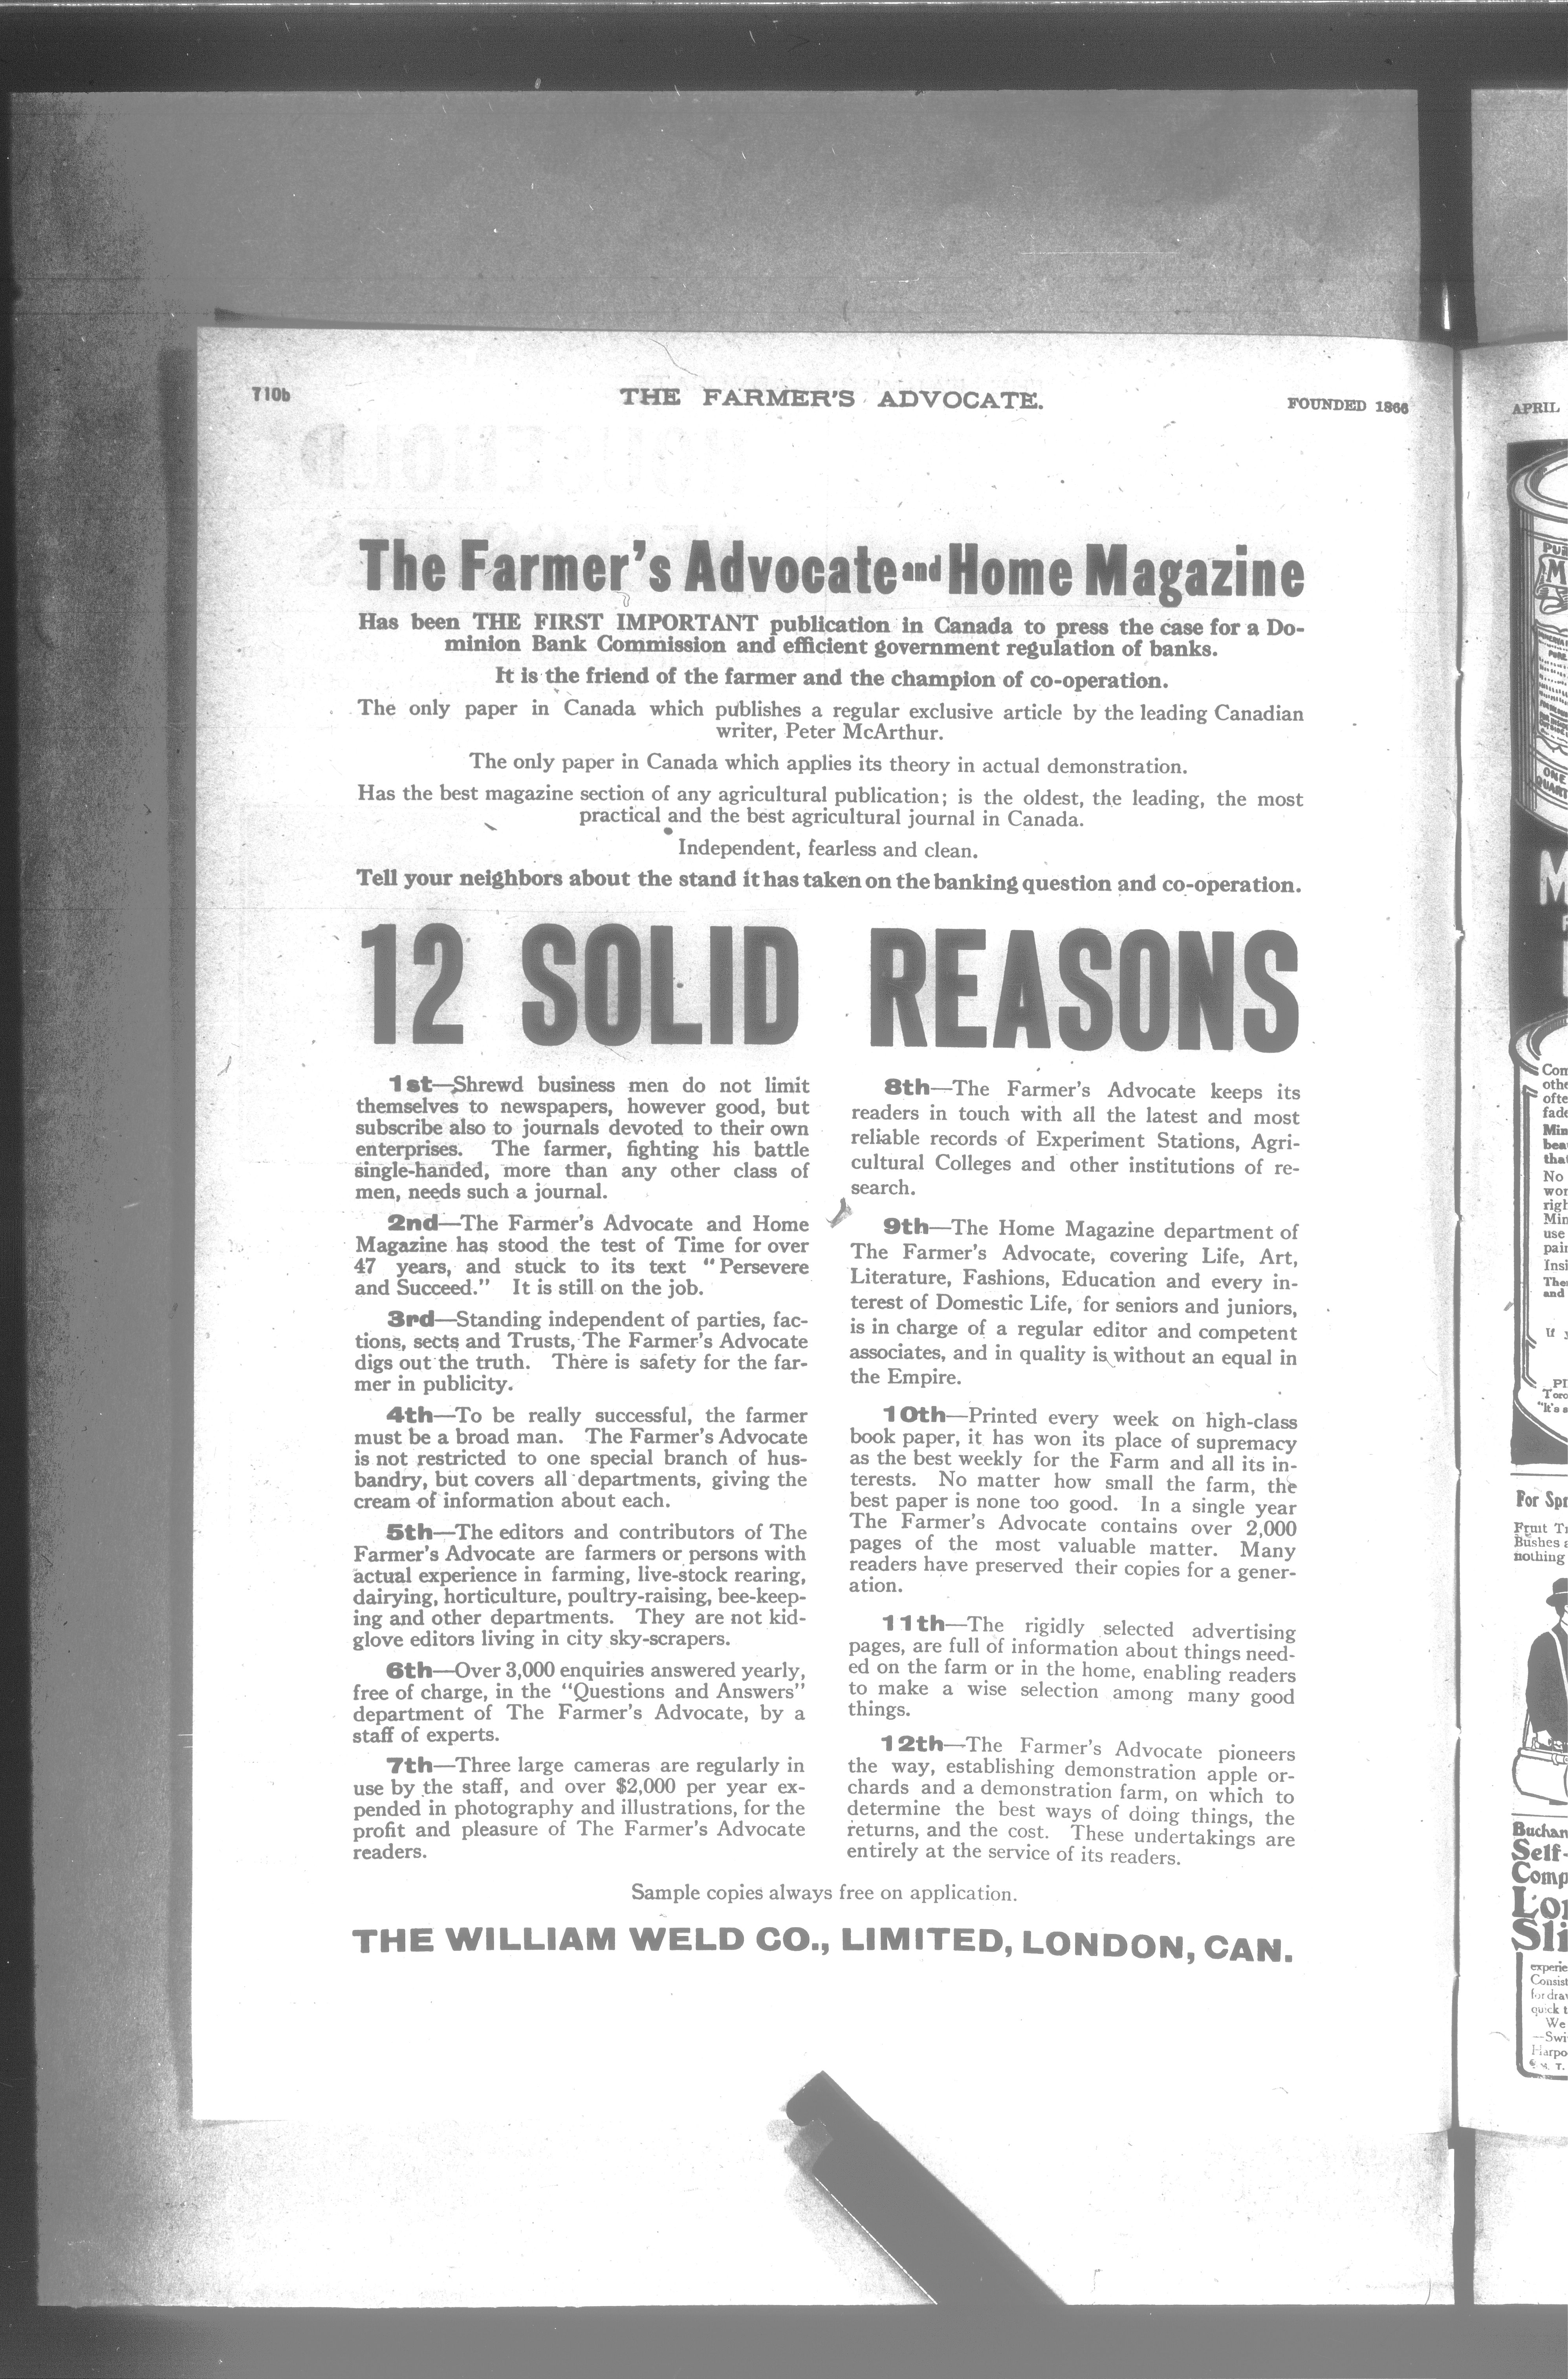 710b
THE FARMER'S ADVOCATE.
FOUNDED 1866
The Farmer's Advocate and Home Magazine
Has been THE FIRST IMPORTANT publication in Canada to press the case for a Do-
minion Bank Commission and efficient government regulation of banks.
It is the friend of the farmer and the champion of co-operation.
The only paper in Canada which publishes a regular exclusive article by the leading Canadian
writer, Peter McArthur.
The only paper in Canada which applies its theory in actual demonstration.
Has the best magazine section of any agricultural publication; is the oldest, the leading, the most
practical and the best agricultural journal in Canada.
Independent, fearless and clean.
Tell your neighbors about the stand it has taken on the banking question and co-operation.
12 SOLID REASONS
1st—Shrewd business men do not limit
themselves to newspapers, however good, but
subscribe also to journals devoted to their own
enterprises. The farmer, fighting his battle
single-handed, more than any other class of
men, needs such a journal.
2nd—The Farmer's Advocate and Home
Magazine has stood the test of Time for over
47 years, and stuck to its text "Persevere
and Succeed." It is still on the job.
3rd—Standing independent of parties, fac-
tions, sects and Trusts, The Farmer's Advocate
digs out the truth. There is safety for the far-
mer in publicity.
4th—To be really successful, the farmer
must be a broad man. The Farmer's Advocate
is not restricted to one special branch of hus-
bandry, but covers all departments, giving the
cream of information about each.
5th—The editors and contributors of The
Farmer's Advocate are farmers or persons with
actual experience in farming, live-stock rearing,
dairying, horticulture, poultry-raising, bee-keep-
ing and other departments. They are not kid-
glove editors living in city sky-scrapers.
6th—Over 3,000 enquiries answered yearly,
free of charge, in the "Questions and Answers"
department of The Farmer's Advocate, by a
staff of experts.
7th—Three large cameras are regularly in
use by the staff, and over $2,000 per year ex-
pended in photography and illustrations, for the
profit and pleasure of The Farmer's Advocate
readers.
8th—The Farmer's Advocate keeps its
readers in touch with all the latest and most
reliable records of Experiment Stations, Agri-
cultural Colleges and other institutions of re-
search.
9th—The Home Magazine department of
The Farmer's Advocate, covering Life, Art,
Literature, Fashions, Education and every in-
terest of Domestic Life, for seniors and juniors,
is in charge of a regular editor and competent
associates, and in quality is without an equal in
the Empire.
10th—Printed every week on high-class
book paper, it has won its place of supremacy
as the best weekly for the Farm and all its in-
terests. No matter how small the farm, the
best paper is none too good. In a single year
The Farmer's Advocate contains over 2,000
pages of the most valuable matter. Many
readers have preserved their copies for a gener-
ation.
11th—The rigidly selected advertising
pages, are full of information about things need-
ed on the farm or in the home, enabling readers
to make a wise selection among many good
things.
12th—The Farmer's Advocate pioneers
the way, establishing demonstration apple or-
chards and a demonstration farm, on which to
determine the best ways of doing things, the
returns, and the cost. These undertakings are
entirely at the service of its readers.
Sample copies always free on application.
THE WILLIAM WELD CO., LIMITED, LONDON, CAN.
APRIL
ONE
QUART
No
use
and
For Spr
nothing
Self-
We